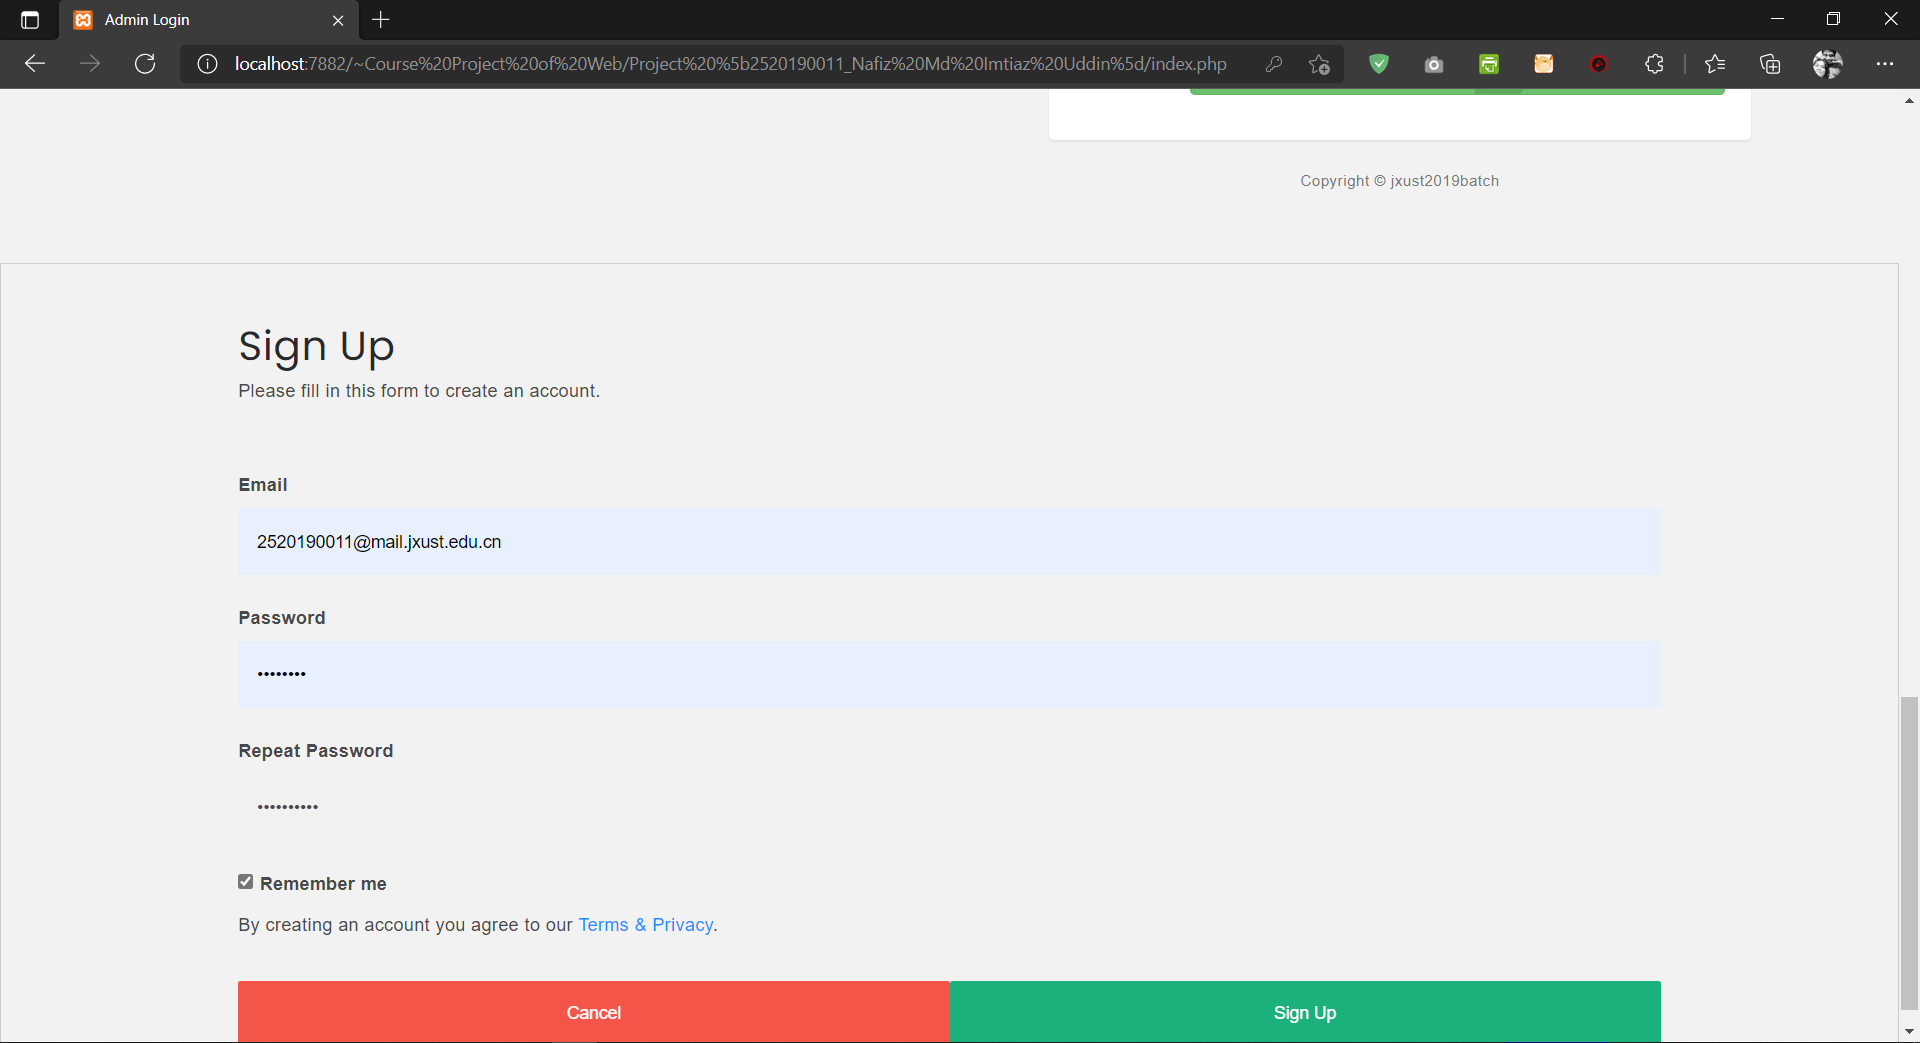 Admin Login
localhost:7882/~Course%20Project%20of%20Web/Project%20%5b2520190011_Nafiz%20Md%20Imtiaz%20Uddin%5d/index.php
Copyright © jxust2019batch
Sign Up
Please fill in this form to create an account.
Email
2520190011@mail.jxust.edu.cn
Password
••••••••
Repeat Password
••••••••••
Remember me
By creating an account you agree to our Terms & Privacy.
Cancel
Sign Up